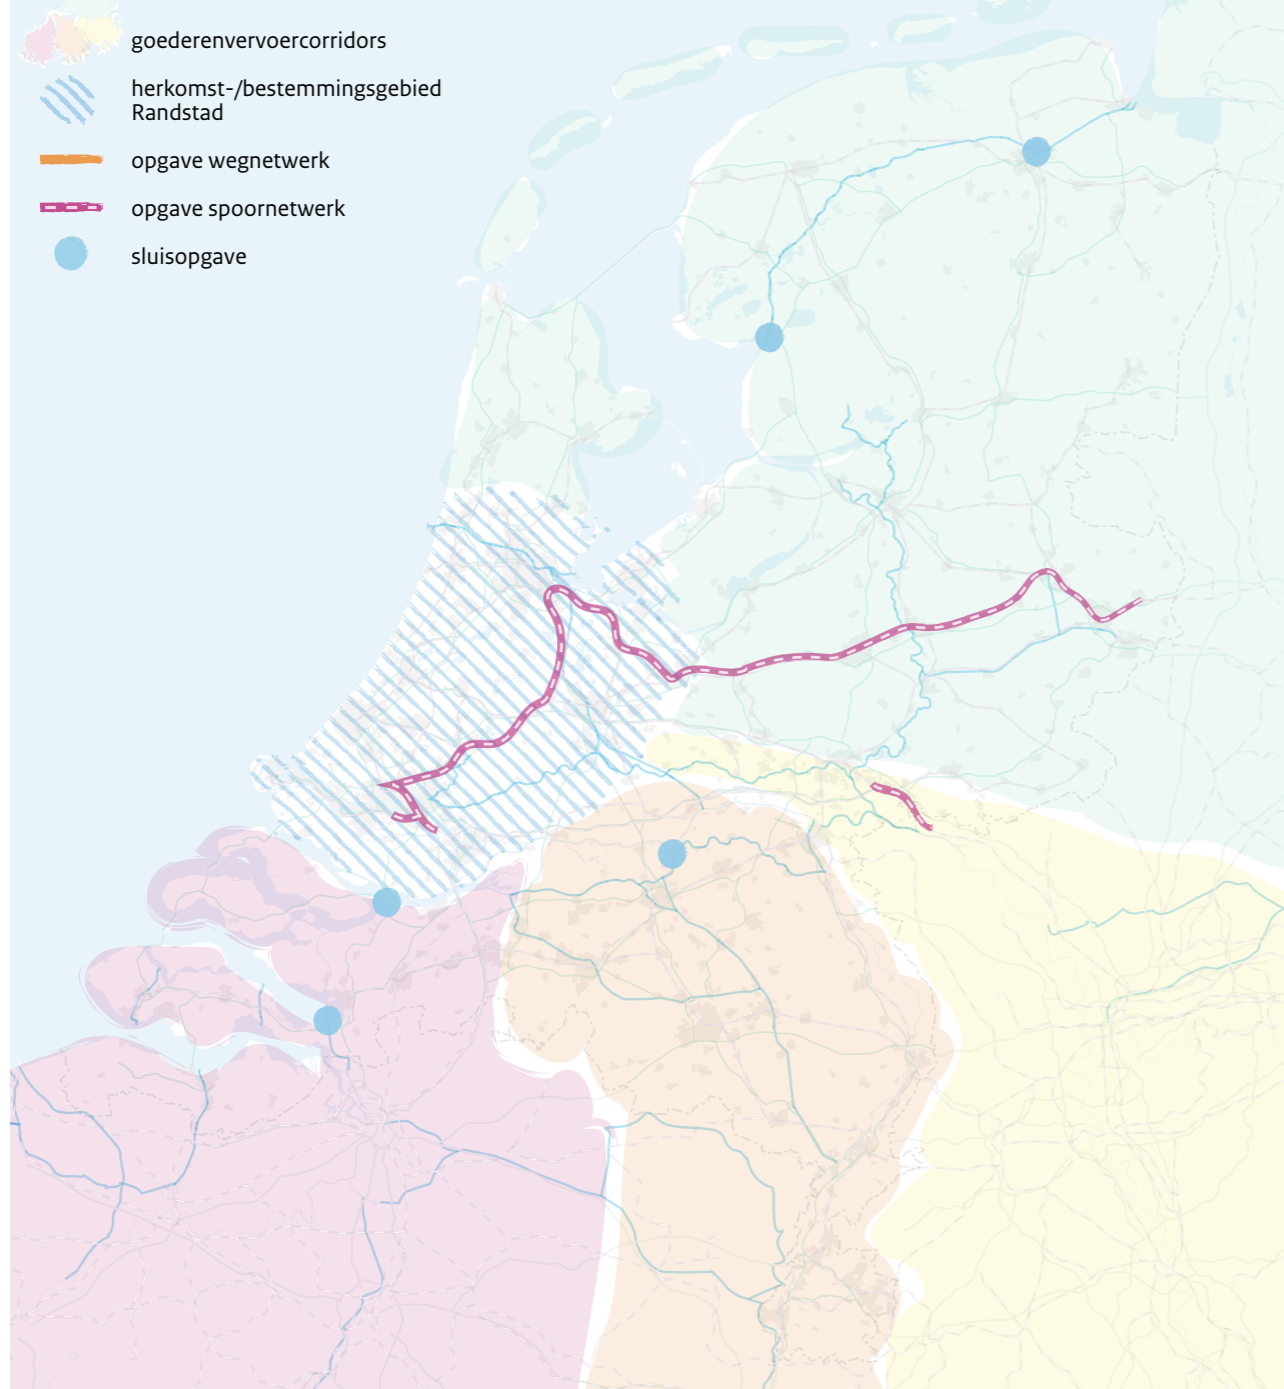 goederenvervoercorridors
herkomst-/bestemmingsgebied
Randstad
opgave wegnetwerk
opgave spoornetwerk
sluisopgave